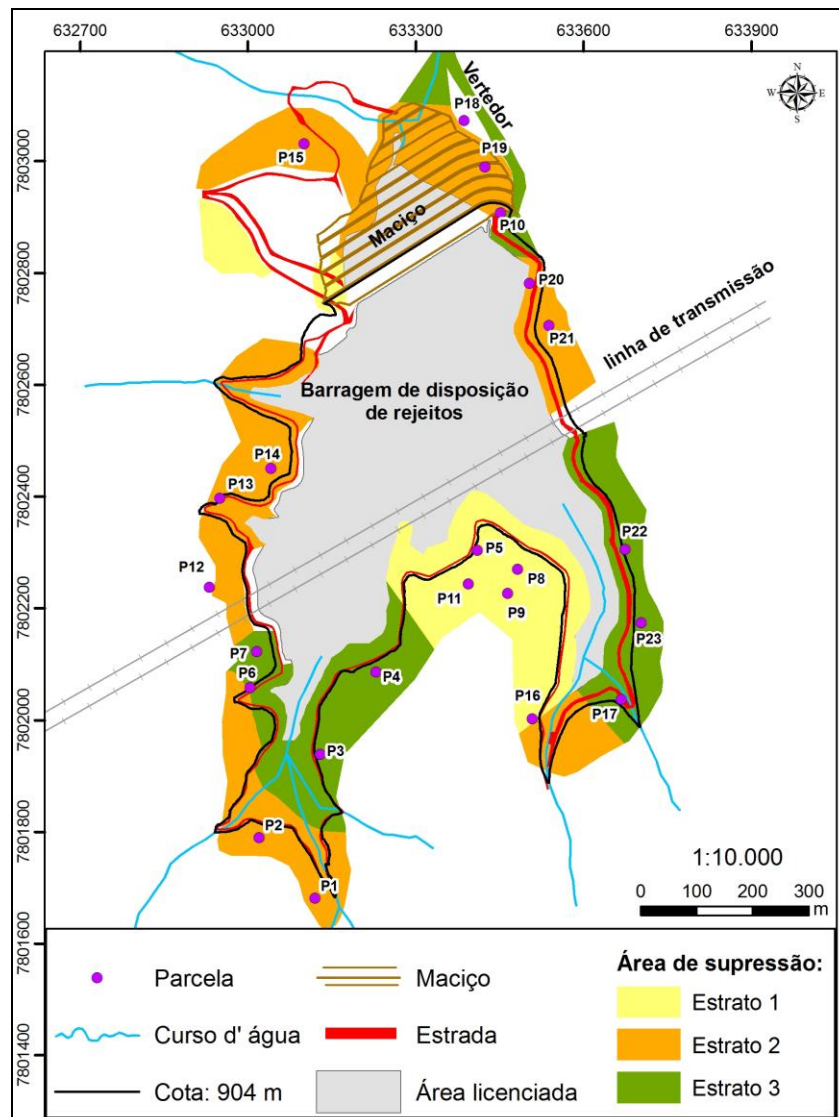 632700 633000 633300 633600 633900
N
W E
S
7803000
7802800
7802600
7802400
7802200
7802000
7801800
7801600
7801400
P18
Vertedor
P15
P19
P10
Maciço
P20
P21
linha de transmissão
Barragem de disposição
de rejeitos
P14
P13
P5
P22
P12
P11
P8
P9
P7
P23
P6
P4
P16
P17
P3
P2
P1
1:10.000
0 100 200 300
m
Parcela
Maciço
Área de supressão:
Estrato 1
Curso d' água
Estrada
Estrato 2
Cota: 904 m
Área licenciada
Estrato 3